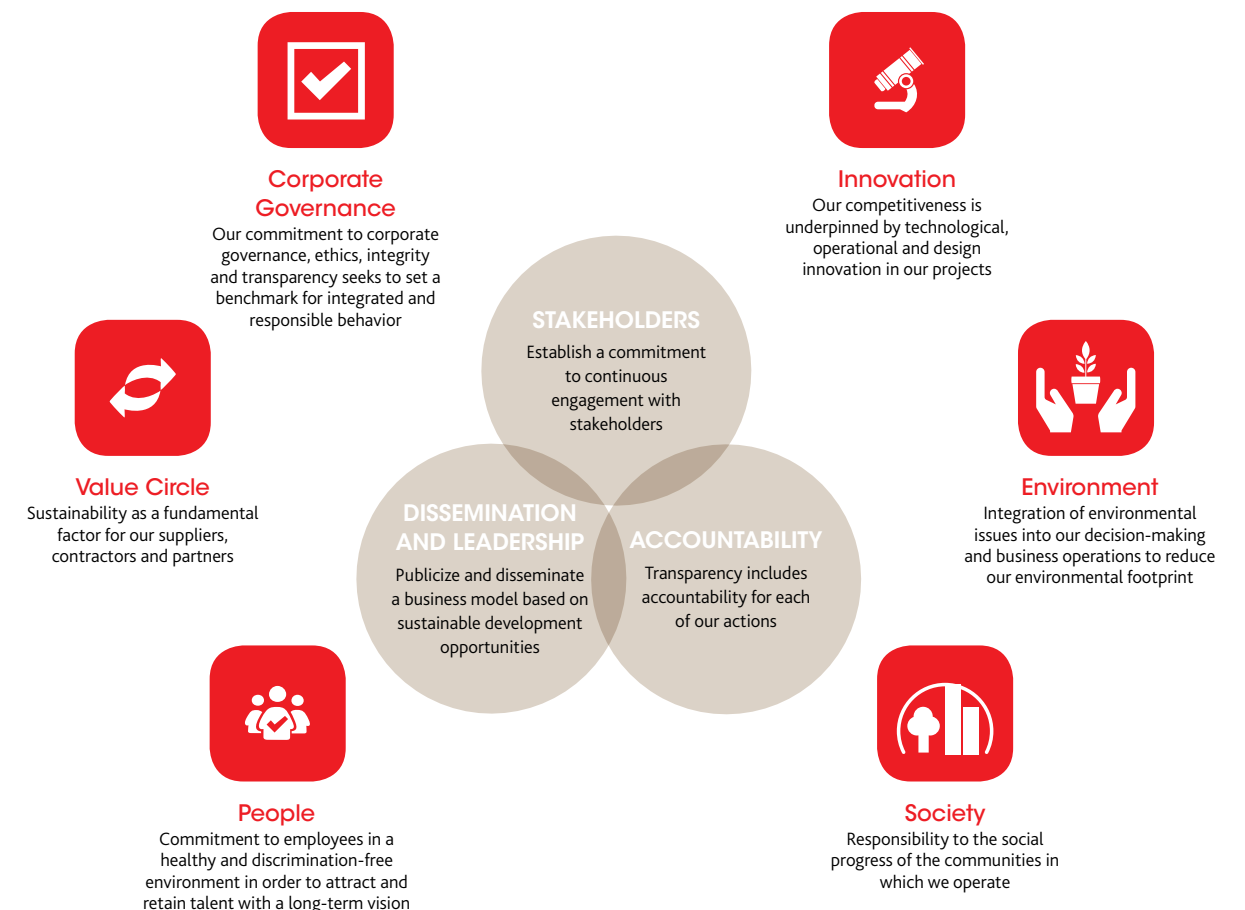 Corporate
Governance
Our commitment to corporate
governance, ethics, integrity
and transparency seeks to set a
benchmark for integrated and
responsible behavior
Innovation
Our competitiveness is
underpinned by technological,
operational and design
innovation in our projects
STAKEHOLDERS
Establish a commitment
to continuous
engagement with
stakeholders
Value Circle
Sustainability as a fundamental
factor for our suppliers,
contractors and partners
DISSEMINATION
AND LEADERSHIP
Publicize and disseminate
a business model based on
sustainable development
opportunities
ACCOUNTABILITY
Transparency includes
accountability for each
of our actions
Environment
Integration of environmental
issues into our decision-making
and business operations to reduce
our environmental footprint
People
Commitment to employees in a
healthy and discrimination-free
environment in order to attract and
retain talent with a long-term vision
Society
Responsibility to the social
progress of the communities in
which we operate